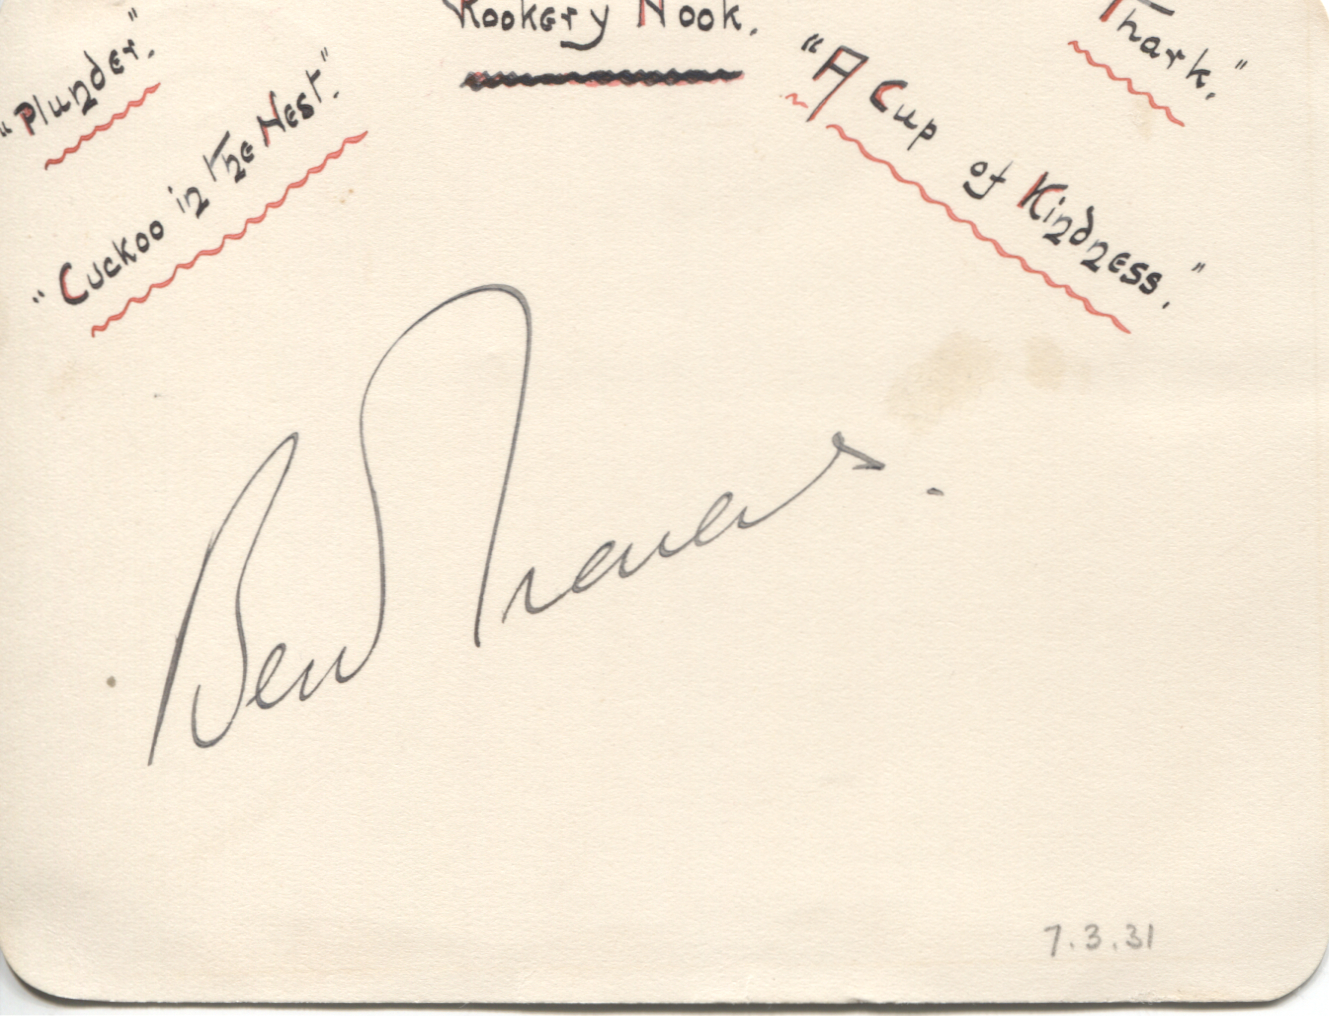 "Plunder".
"Cuckoo in the Nest."
Rookery Nook.
"A Cup of Kindness."
Thark."
Ben Travers.
7.3.31